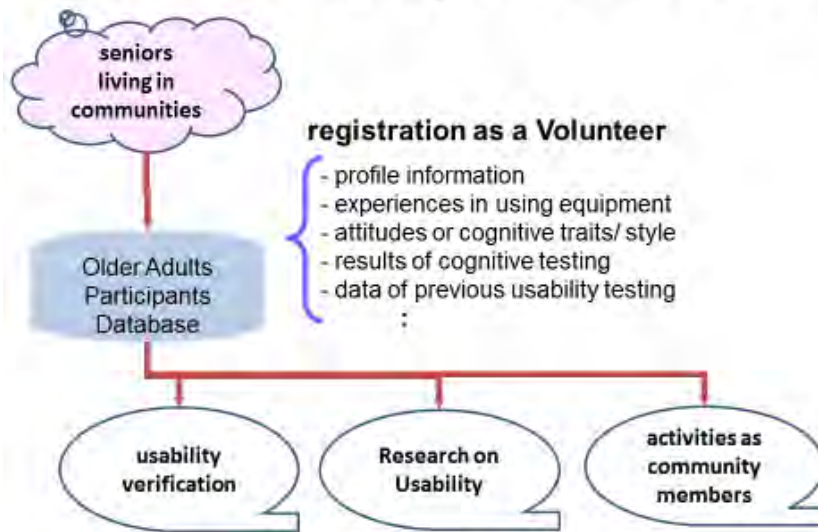 seniors
living in
communities
registration as a Volunteer
- profile information
- experiences in using equipment
- attitudes or cognitive traits/ style
- results of cognitive testing
- data of previous usability testing
:
Older Adults
Participants
Database
usability
verification
Research on
Usability
activities as
community
members